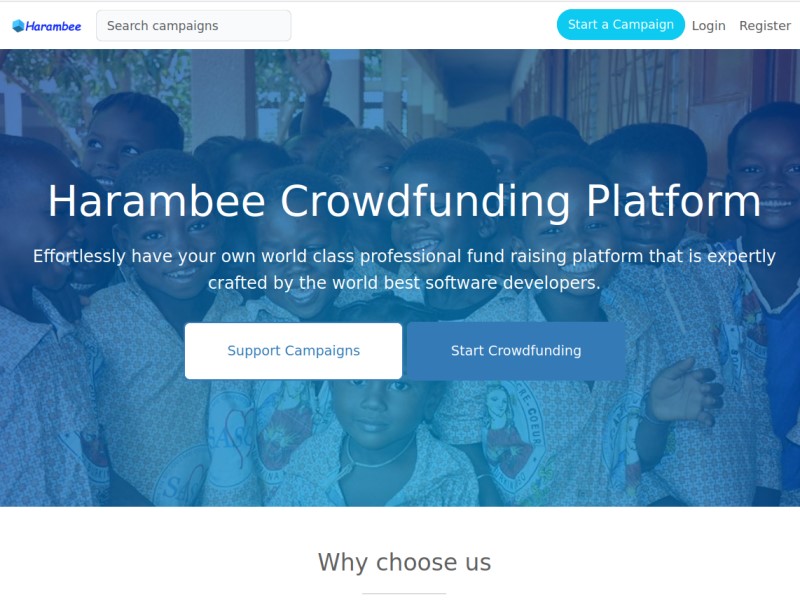 Harambee
Search campaigns
Start a Campaign
Login
Register
Harambee Crowdfunding Platform
Effortlessly have your own world class professional fund raising platform that is expertly
crafted by the world best software developers.
Support Campaigns
Start Crowdfunding
Why choose us